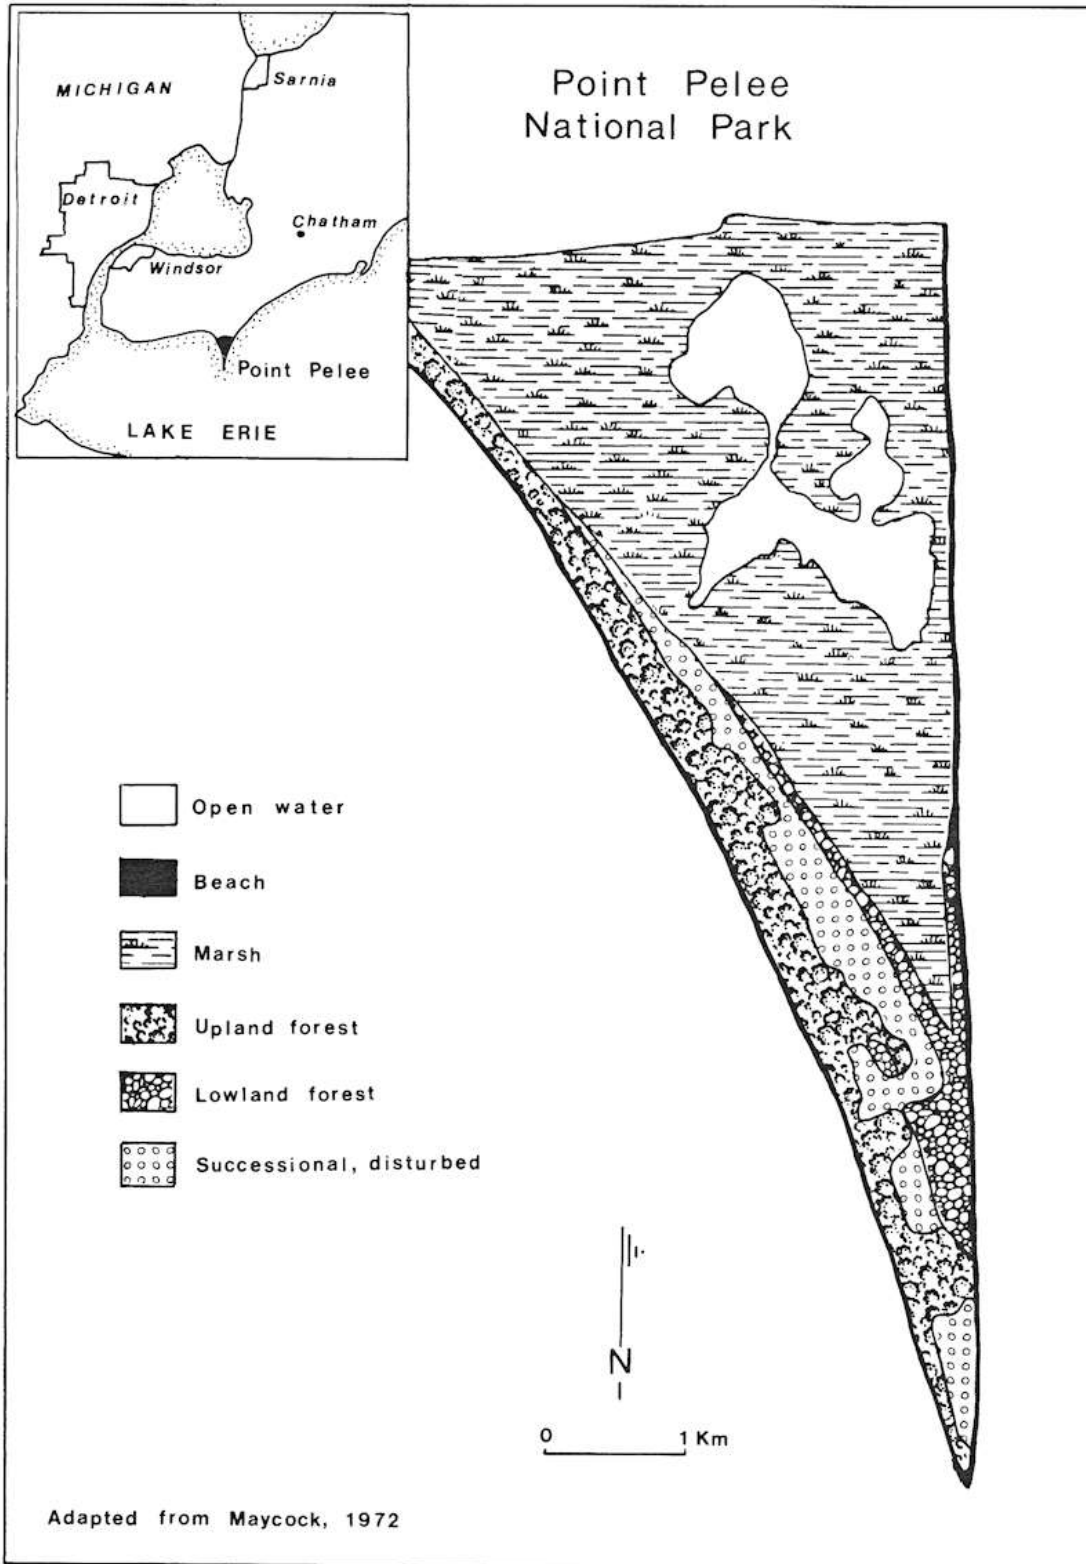 MICHIGAN
Sarnia
Detroit
Chatham
Windsor
Point Pelee
LAKE ERIE
Point Pelee
National Park
Open water
Beach
Marsh
Upland forest
Lowland forest
Successional, disturbed
N
0 1 Km
Adapted from Maycock, 1972